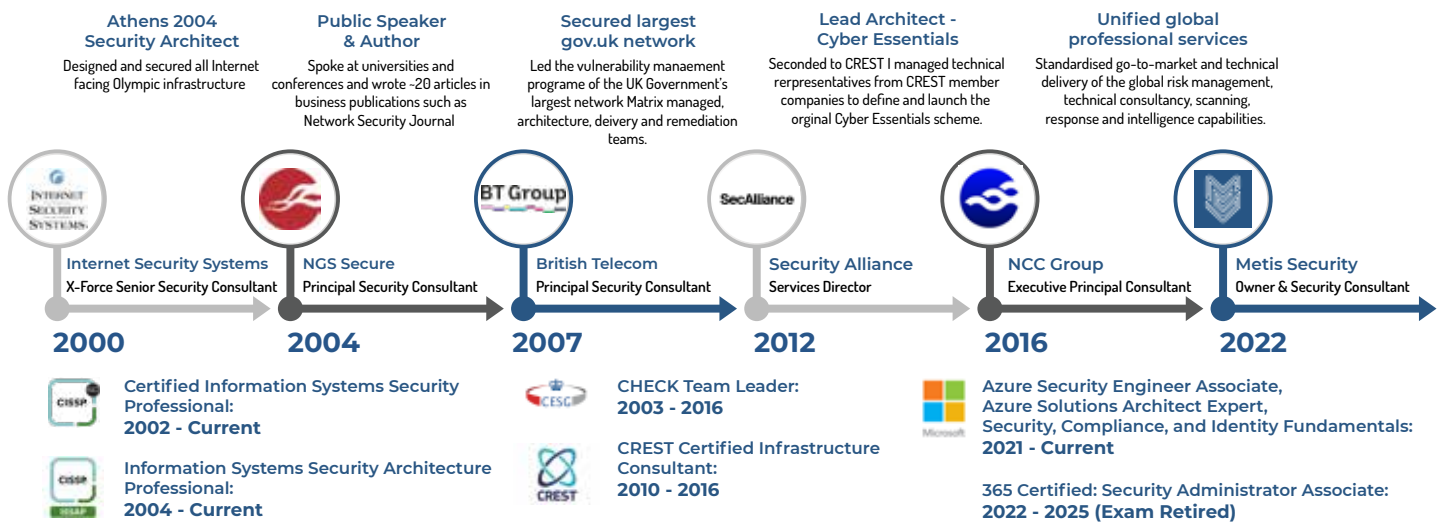 Athens 2004
Security Architect
Designed and secured all Internet
facing Olympic infrastructure
Public Speaker
& Author
Spoke at universities and
conferences and wrote ~20 articles in
business publications such as
Network Security Journal
Secured largest
gov.uk network
Led the vulnerability manaement
programe of the UK Government's
largest network Matrix managed,
architecture, deivery and remediation
teams.
Lead Architect -
Cyber Essentials
Seconded to CREST I managed technical
rerpresentatives from CREST member
companies to define and launch the
orginal Cyber Essentials scheme.
Unified global
professional services
Standardised go-to-market and technical
delivery of the global risk management,
technical consultancy, scanning,
response and intelligence capabilities.
INTERNET
SECURITY
SYSTEMS
BT Group
SecAlliance
Internet Security Systems
X-Force Senior Security Consultant
2000
NGS Secure
Principal Security Consultant
2004
British Telecom
Principal Security Consultant
2007
Security Alliance
Services Director
2012
NCC Group
Executive Principal Consultant
2016
Metis Security
Owner & Security Consultant
2022
CISSP
Certified Information Systems Security
Professional:
2002 - Current
CISSP
ISSAP
Information Systems Security Architecture
Professional:
2004 - Current
CESG
CHECK Team Leader:
2003 - 2016
CREST
CREST Certified Infrastructure
Consultant:
2010 - 2016
Microsoft
Azure Security Engineer Associate,
Azure Solutions Architect Expert,
Security, Compliance, and Identity Fundamentals:
2021 - Current
365 Certified: Security Administrator Associate:
2022 - 2025 (Exam Retired)